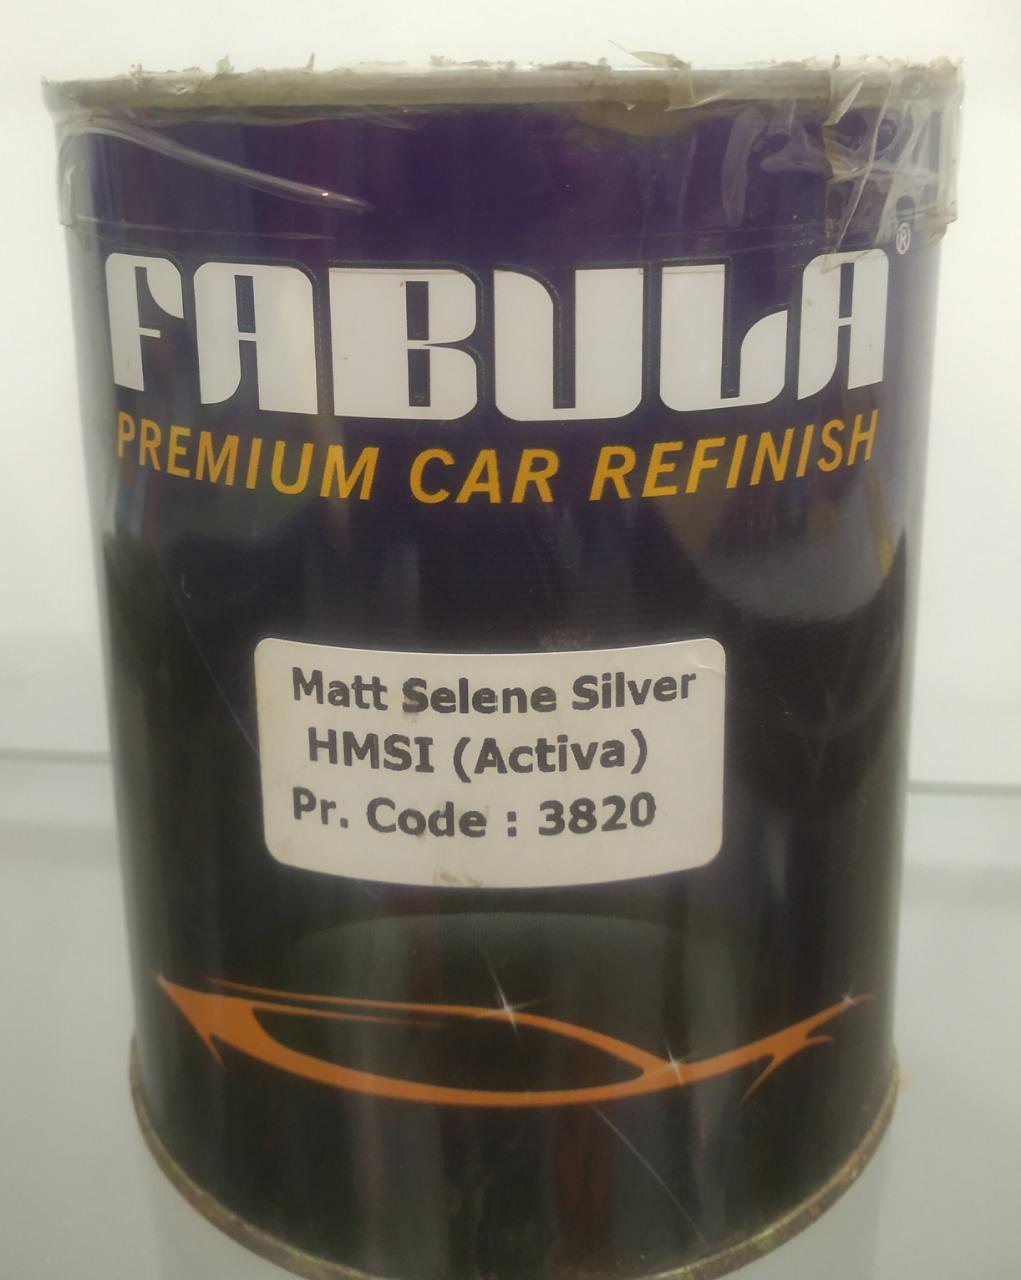 FABULA®
PREMIUM CAR REFINISH
Matt Selene Silver
HMSI (Activa)
Pr. Code : 3820